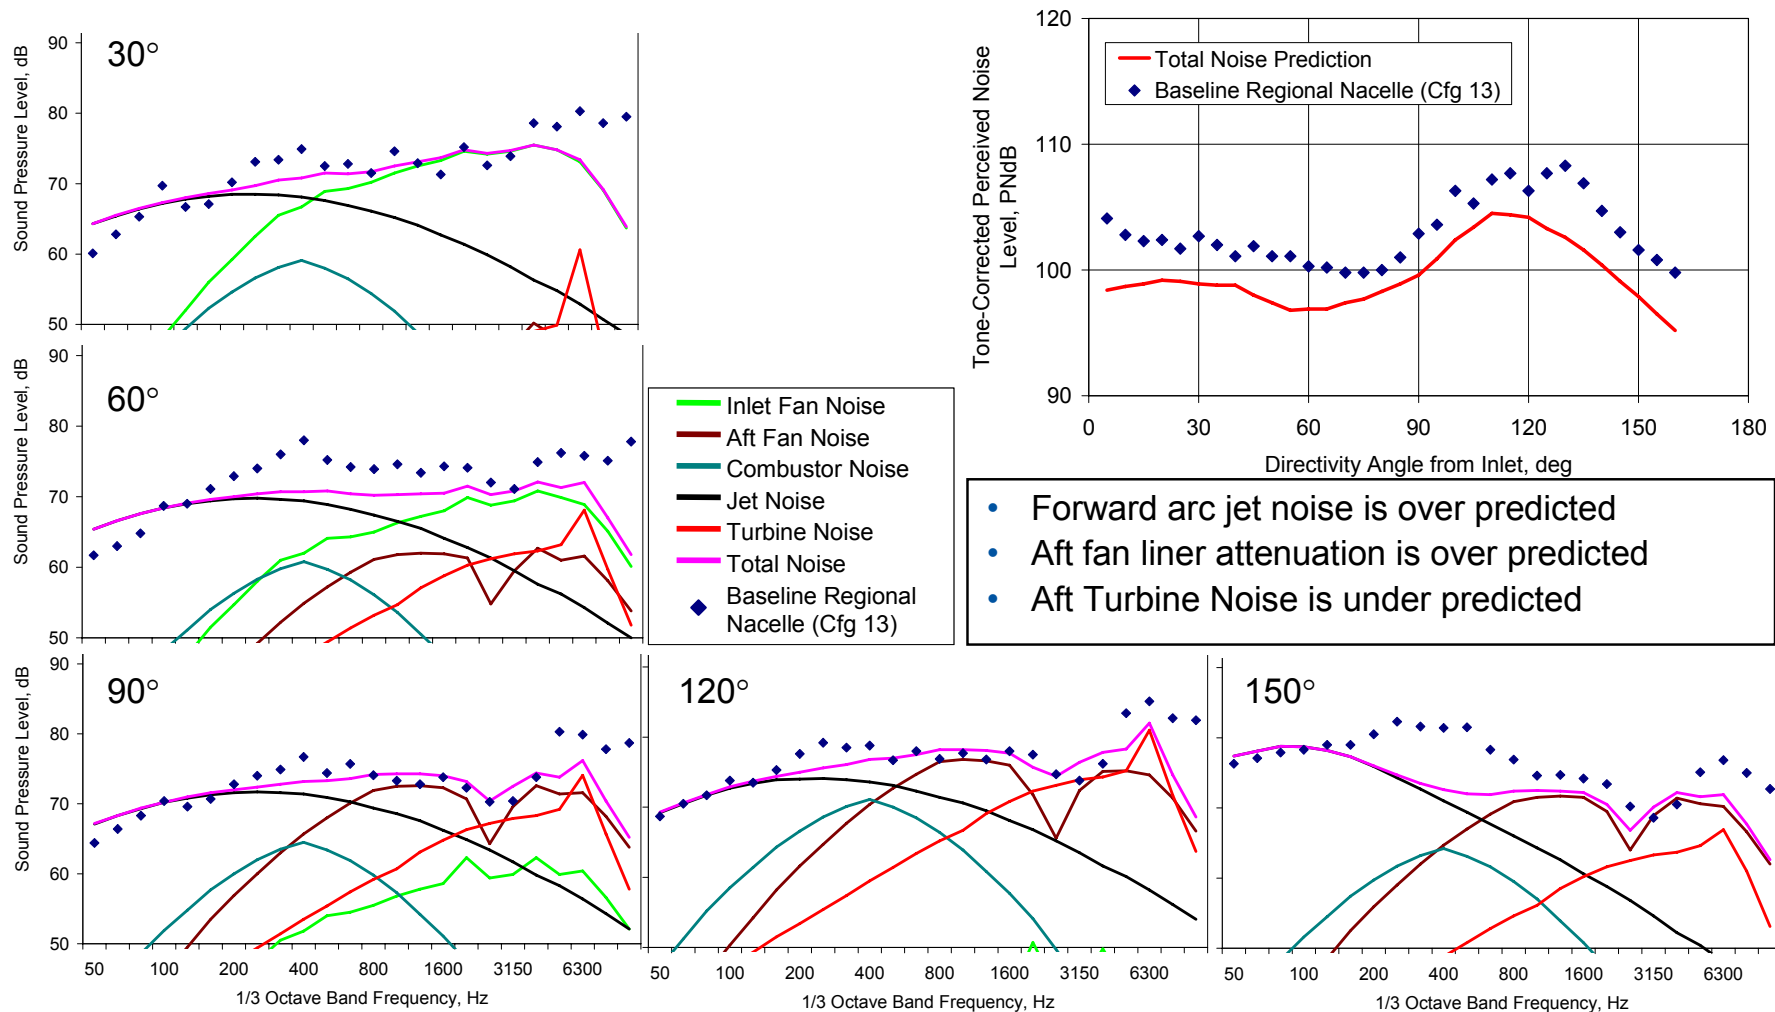 30°
Sound Pressure Level, dB
90
80
70
60
50
120
110
100
90
Tone-Corrected Perceived Noise
Level, PNdB
Total Noise Prediction
Baseline Regional Nacelle (Cfg 13)
0
30
60
90
120
150
180
Directivity Angle from Inlet, deg
60°
Sound Pressure Level, dB
90
80
70
60
50
Inlet Fan Noise
Aft Fan Noise
Combustor Noise
Jet Noise
Turbine Noise
Total Noise
Baseline Regional
Nacelle (Cfg 13)
• Forward arc jet noise is over predicted
• Aft fan liner attenuation is over predicted
• Aft Turbine Noise is under predicted
90°
Sound Pressure Level, dB
90
80
70
60
50
50 100 200 400 800 1600 3150 6300
1/3 Octave Band Frequency, Hz
120°
50 100 200 400 800 1600 3150 6300
1/3 Octave Band Frequency, Hz
150°
50 100 200 400 800 1600 3150 6300
1/3 Octave Band Frequency, Hz